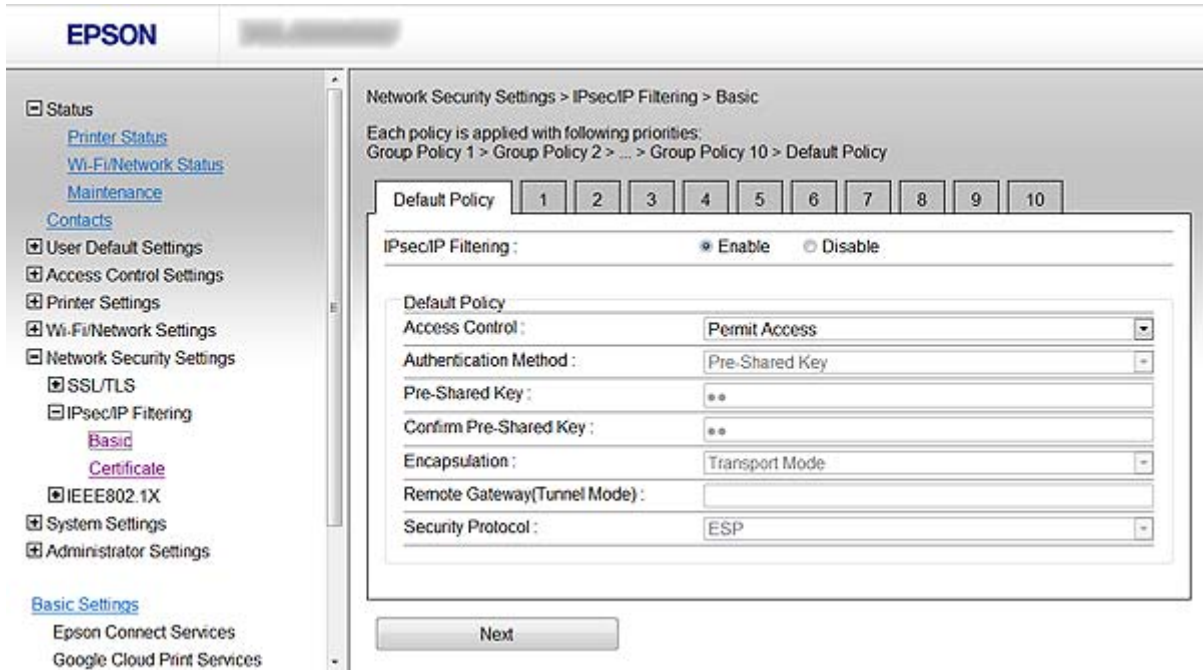 EPSON
Status
Printer Status
Wi-Fi/Network Status
Maintenance
Contacts
User Default Settings
Access Control Settings
Printer Settings
Wi-Fi/Network Settings
Network Security Settings
SSL/TLS
IPsec/IP Filtering
Basic
Certificate
IEEE802.1X
System Settings
Administrator Settings
Basic Settings
Epson Connect Services
Google Cloud Print Services
Network Security Settings > IPsec/IP Filtering > Basic
Each policy is applied with following priorities:
Group Policy 1 > Group Policy 2 > ... > Group Policy 10 > Default Policy
Default Policy 1 2 3 4 5 6 7 8 9 10
IPsec/IP Filtering : Enable Disable
Default Policy
Access Control : Permit Access
Authentication Method : Pre-Shared Key
Pre-Shared Key : ●●
Confirm Pre-Shared Key : ●●
Encapsulation : Transport Mode
Remote Gateway(Tunnel Mode) :
Security Protocol : ESP
Next